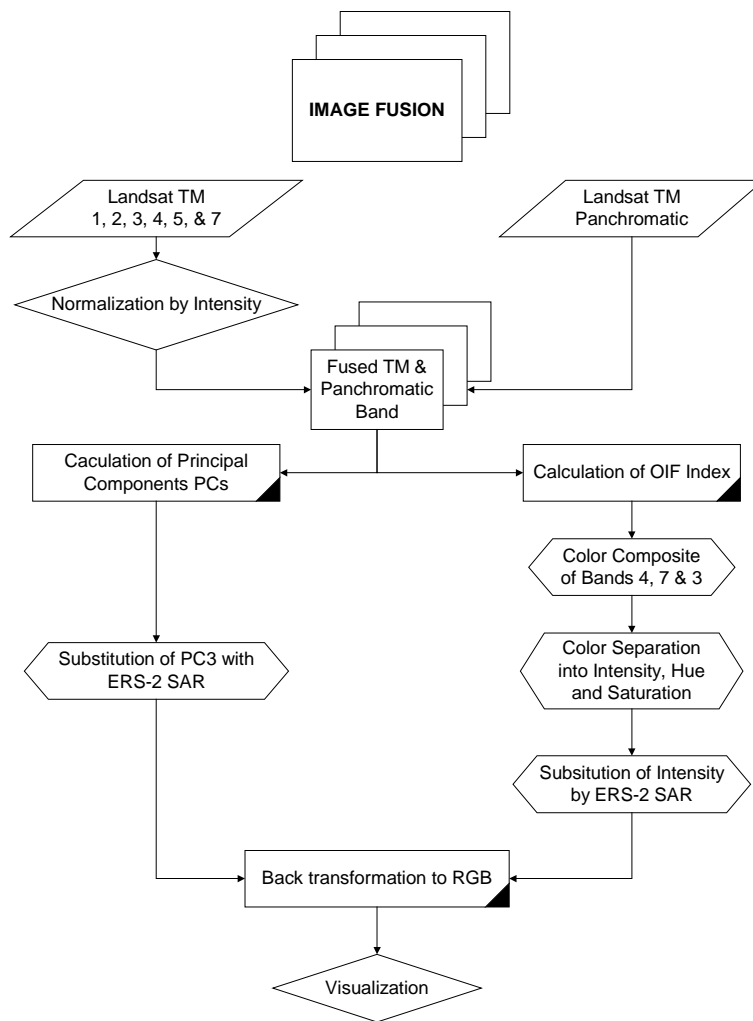 IMAGE FUSION
Landsat TM
1, 2, 3, 4, 5, & 7
Landsat TM
Panchromatic
Normalization by Intensity
Fused TM &
Panchromatic
Band
Caculation of Principal
Components PCs
Calculation of OIF Index
Color Composite
of Bands 4, 7 & 3
Substitution of PC3 with
ERS-2 SAR
Color Separation
into Intensity, Hue
and Saturation
Subsitution of Intensity
by ERS-2 SAR
Back transformation to RGB
Visualization